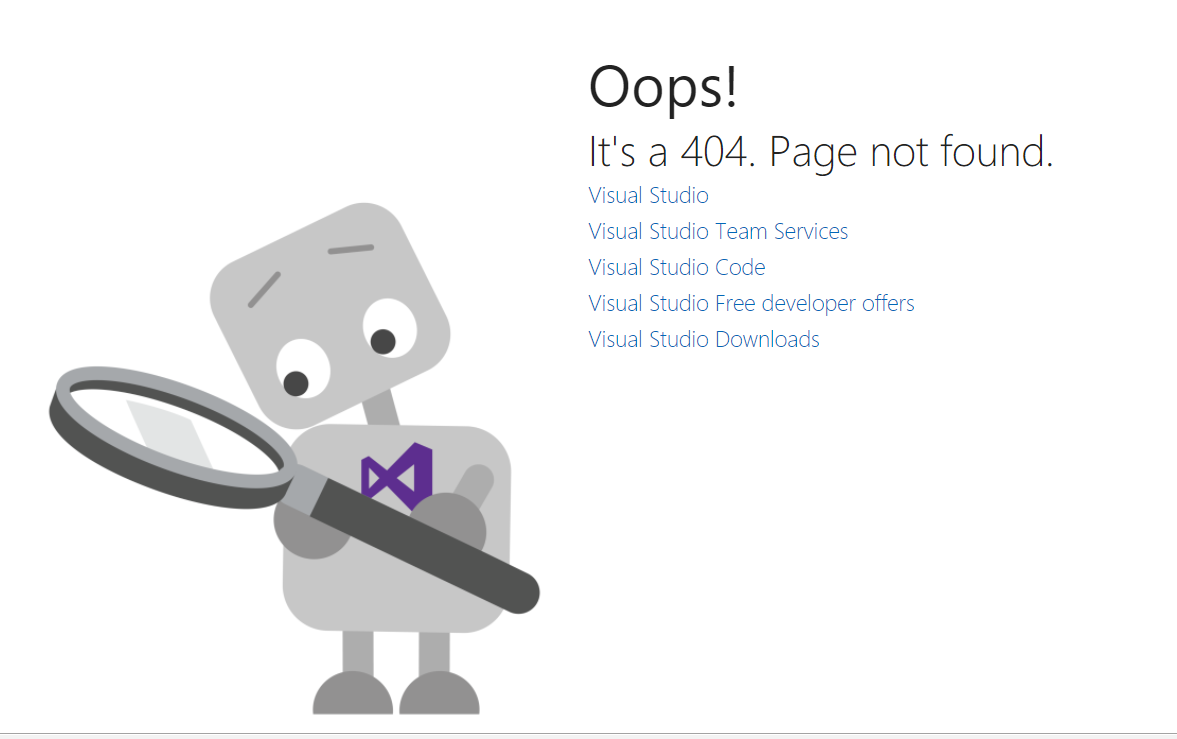 Oops!
It's a 404. Page not found.
Visual Studio
Visual Studio Team Services
Visual Studio Code
Visual Studio Free developer offers
Visual Studio Downloads